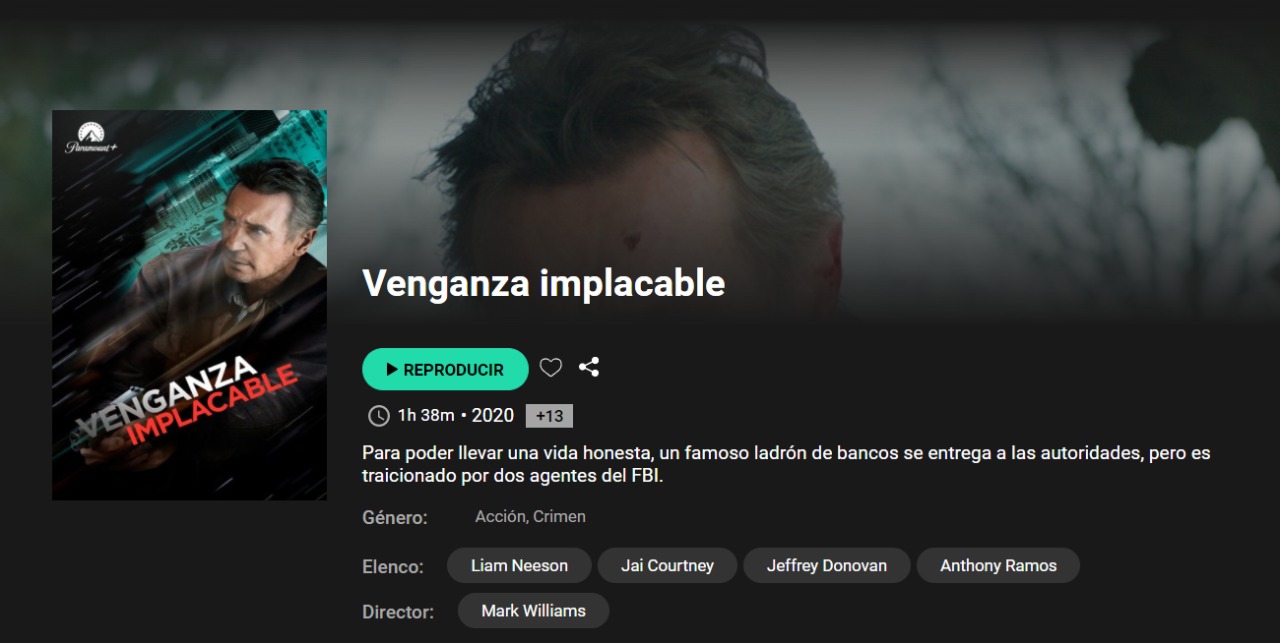 Paramount+
VENGANZA
IMPLACABLE
Venganza implacable
REPRODUCIR
1h 38m • 2020 +13
Para poder llevar una vida honesta, un famoso ladrón de bancos se entrega a las autoridades, pero es
traicionado por dos agentes del FBI.
Género: Acción, Crimen
Elenco: Liam Neeson Jai Courtney Jeffrey Donovan Anthony Ramos
Director: Mark Williams